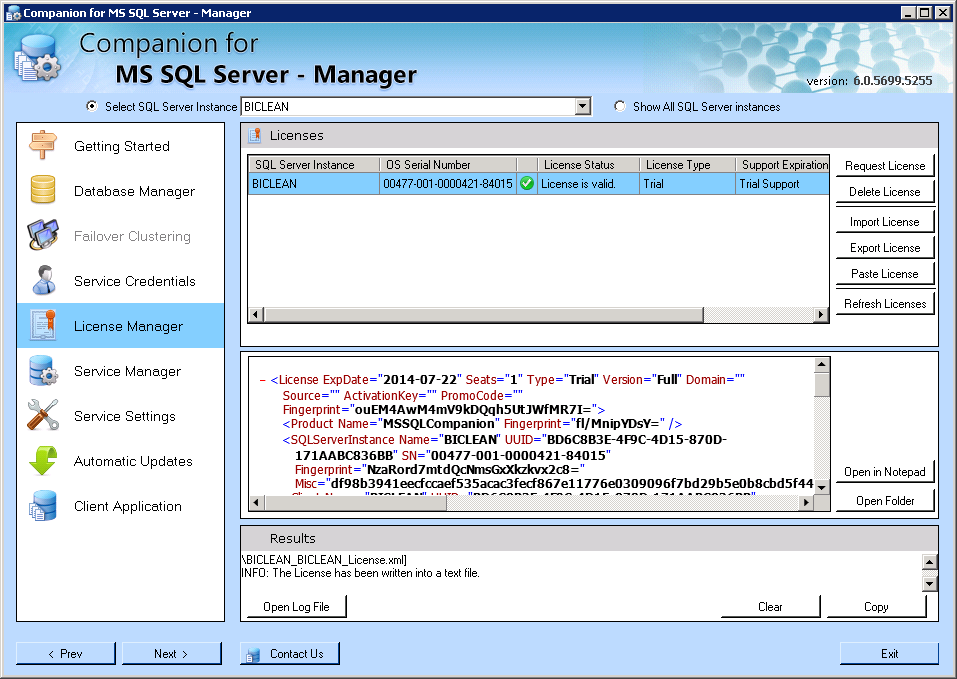 Companion for MS SQL Server - Manager
Companion for
MS SQL Server - Manager
version: 6.0.5699.5255
Select SQL Server Instance BICLEAN Show All SQL Server instances
Getting Started
Database Manager
Failover Clustering
Service Credentials
License Manager
Service Manager
Service Settings
Automatic Updates
Client Application
Licenses
SQL Server Instance OS Serial Number License Status License Type Support Expiration
BICLEAN 00477-001-0000421-84015 License is valid. Trial Trial Support
Request License
Delete License
Import License
Export License
Paste License
Refresh Licenses
– <License ExpDate="2014-07-22" Seats="1" Type="Trial" Version="Full" Domain=""
Source="" ActivationKey="" PromoCode=""
Fingerprint="ouEM4AwM4mV9kDQqh5UtJWfMR7I=">
<Product Name="MSSQLCompanion" Fingerprint="fl/MnipYDsY=" />
<SQLServerInstance Name="BICLEAN" UUID="BD6C8B3E-4F9C-4D15-870D-
171AABC836BB" SN="00477-001-0000421-84015"
Fingerprint="NzaRord7mtdQcNmsGxXkzkvx2c8="
Misc="df98b3941eecfccaef535acac3fecf867e11776e0309096f7bd29b5e0b8cbd5f44
Open in Notepad
Open Folder
Results
\BICLEAN_BICLEAN_License.xml]
INFO: The License has been written into a text file.
Open Log File Clear Copy
< Prev Next > Contact Us Exit